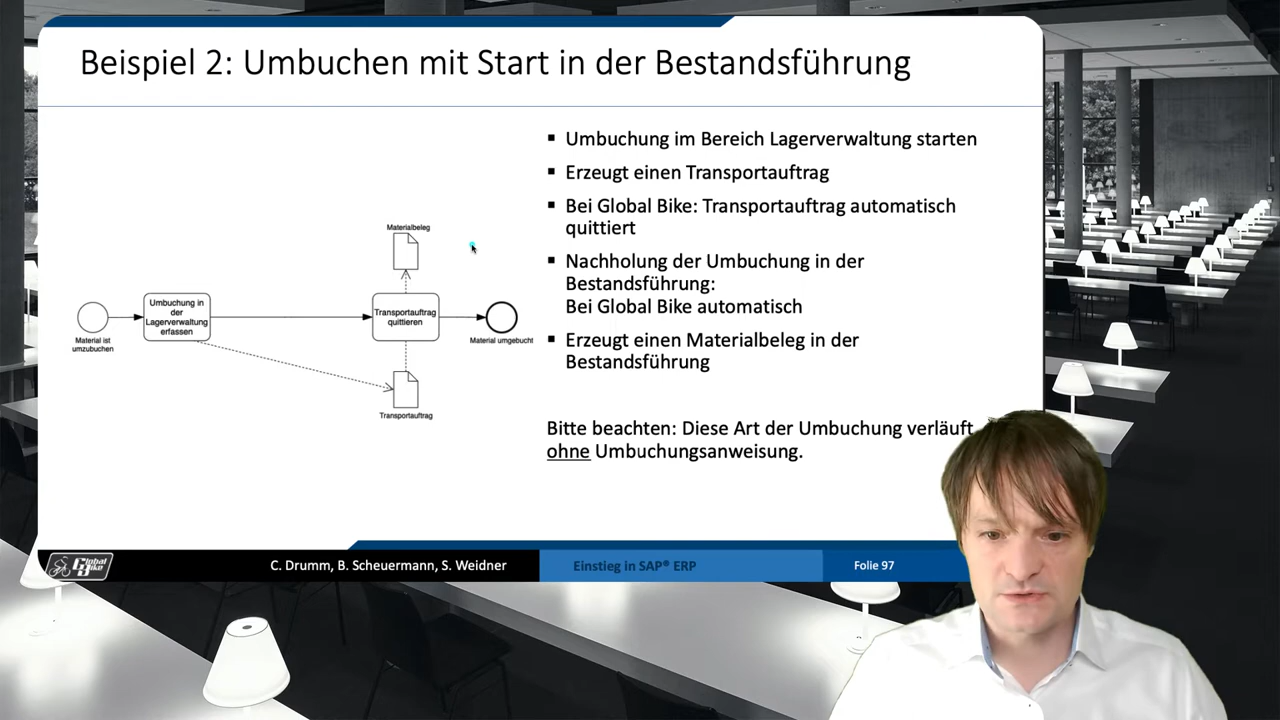 Beispiel 2: Umbuchen mit Start in der Bestandsführung
▪ Umbuchung im Bereich Lagerverwaltung starten
▪ Erzeugt einen Transportauftrag
▪ Bei Global Bike: Transportauftrag automatisch
quittiert
▪ Nachholung der Umbuchung in der
Bestandsführung:
Bei Global Bike automatisch
▪ Erzeugt einen Materialbeleg in der
Bestandsführung
Bitte beachten: Diese Art der Umbuchung verläuft
ohne Umbuchungsanweisung.
Materialbeleg
Material ist
umzubuchen
Umbuchung in
der
Lagerverwaltung
erfassen
Transportauftrag
quittieren
Material umgebucht
Transportauftrag
Global
Bike
C. Drumm, B. Scheuermann, S. Weidner
Einstieg in SAP® ERP
Folie 97